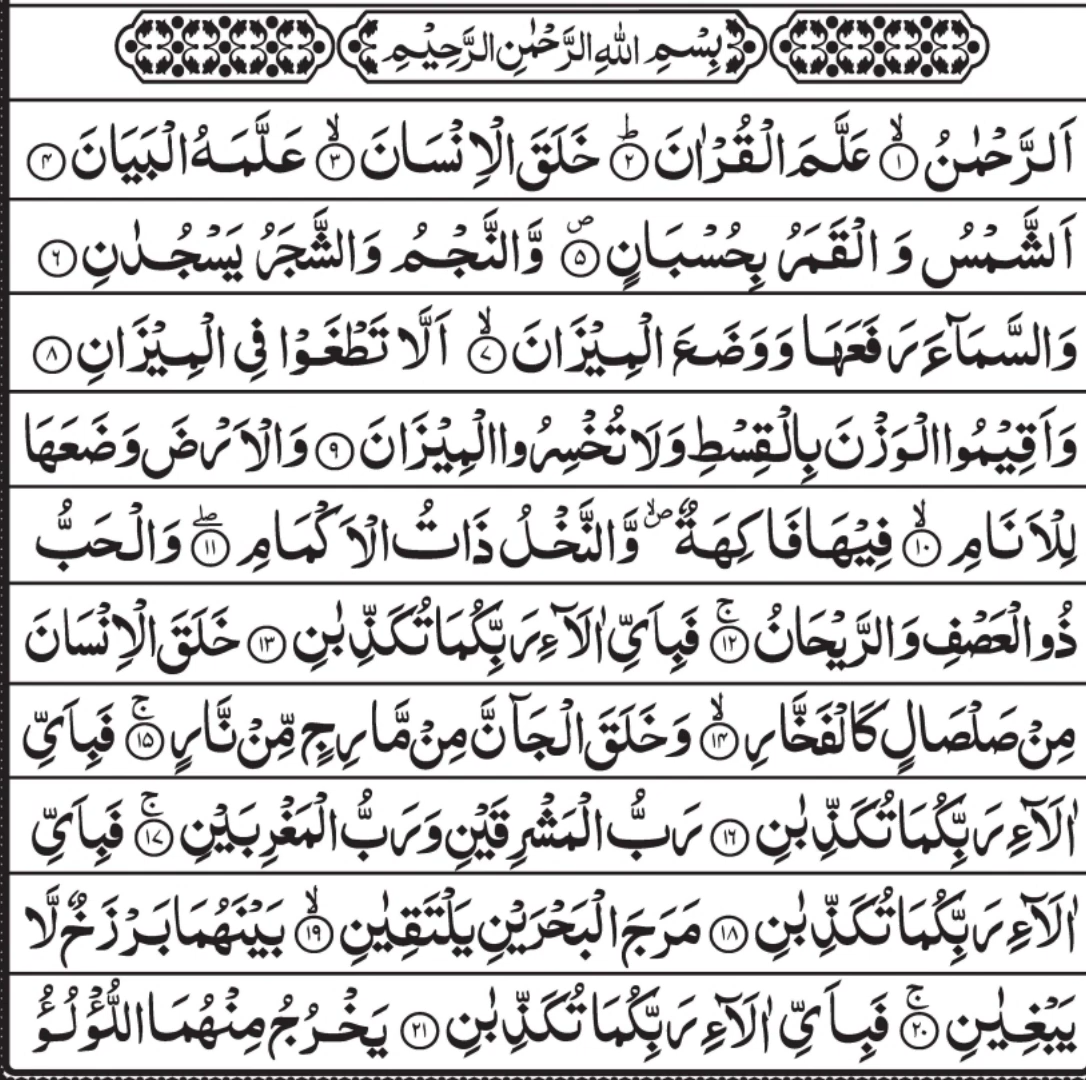 بِسْمِ اللهِ الرَّحْمٰنِ الرَّحِيْمِ
اَلرَّحْمٰنُ ۙ﴿۱﴾ عَلَّمَ الْقُرْاٰنَ ؕ﴿۲﴾ خَلَقَ الْاِنْسَانَ ۙ﴿۳﴾ عَلَّمَهُ الْبَيَانَ ﴿۴﴾
اَلشَّمْسُ وَ الْقَمَرُ بِحُسْبَانٍ ۪﴿۵﴾ وَّالنَّجْمُ وَالشَّجَرُ يَسْجُدٰنِ ﴿۶﴾
وَالسَّمَآءَ رَفَعَهَا وَوَضَعَ الْمِيْزَانَ ۙ﴿۷﴾ اَلَّا تَطْغَوْا فِى الْمِيْزَانِ ﴿۸﴾
وَاَقِيْمُوا الْوَزْنَ بِالْقِسْطِ وَلَا تُخْسِرُوا الْمِيْزَانَ ﴿۹﴾ وَالْاَرْضَ وَضَعَهَا
لِلْاَنَامِ ۙ﴿۱۰﴾ فِيْهَا فَاكِهَةٌ ۪ۙ وَّالنَّخْلُ ذَاتُ الْاَكْمَامِ ۖ﴿۱۱﴾ وَالْحَبُّ
ذُو الْعَصْفِ وَالرَّيْحَانُ ۚ﴿۱۲﴾ فَبِاَىِّ اٰلَآءِ رَبِّكُمَا تُكَذِّبٰنِ ﴿۱۳﴾ خَلَقَ الْاِنْسَانَ
مِنْ صَلْصَالٍ كَالْفَخَّارِ ۙ﴿۱۴﴾ وَخَلَقَ الْجَآنَّ مِنْ مَّارِجٍ مِّنْ نَّارٍ ۚ﴿۱۵﴾ فَبِاَىِّ
اٰلَآءِ رَبِّكُمَا تُكَذِّبٰنِ ﴿۱۶﴾ رَبُّ الْمَشْرِقَيْنِ وَرَبُّ الْمَغْرِبَيْنِ ۚ﴿۱۷﴾ فَبِاَىِّ
اٰلَآءِ رَبِّكُمَا تُكَذِّبٰنِ ﴿۱۸﴾ مَرَجَ الْبَحْرَيْنِ يَلْتَقِيٰنِ ۙ﴿۱۹﴾ بَيْنَهُمَا بَرْزَخٌ لَّا
يَبْغِيٰنِ ۚ﴿۲۰﴾ فَبِاَىِّ اٰلَآءِ رَبِّكُمَا تُكَذِّبٰنِ ﴿۲۱﴾ يَخْرُجُ مِنْهُمَا اللُّؤْلُؤُ